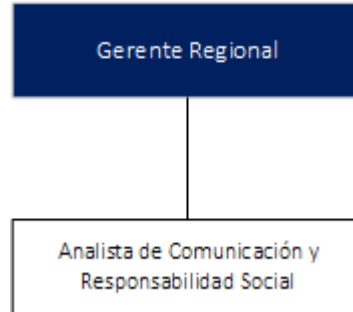 Gerente Regional
Analista de Comunicación y
Responsabilidad Social